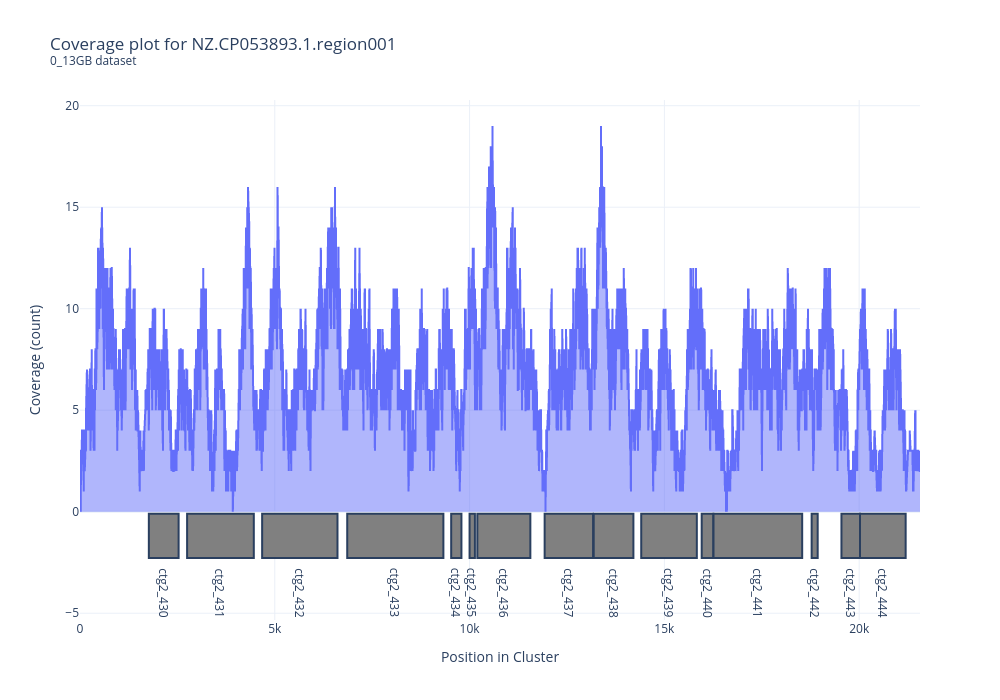 Coverage plot for NZ.CP053893.1.region001
0_13GB dataset
Coverage (count)
20
15
10
5
0
−5
ctg2_430
ctg2_431
ctg2_432
ctg2_433
ctg2_434
ctg2_435
ctg2_436
ctg2_437
ctg2_438
ctg2_439
ctg2_440
ctg2_441
ctg2_442
ctg2_443
ctg2_444
0
5k
10k
15k
20k
Position in Cluster